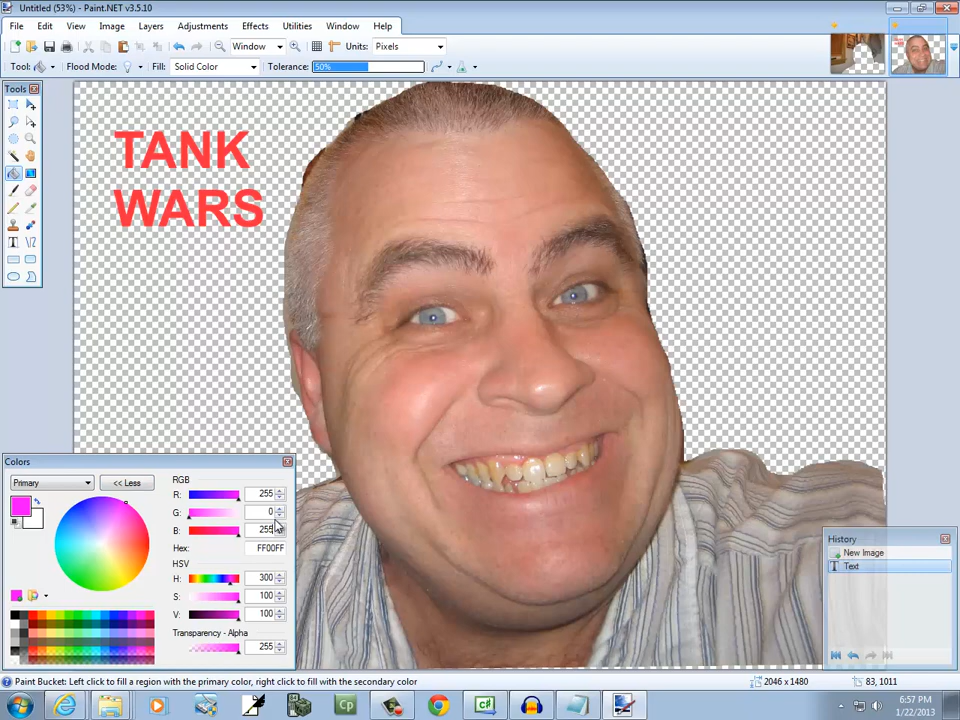 Untitled (53%) - Paint.NET v3.5.10
File Edit View Image Layers Adjustments Effects Utilities Window Help
Window Units: Pixels
Tool: Flood Mode: Fill: Solid Color Tolerance: 50%
Tools
TANK
WARS
Colors
Primary << Less
RGB
R: 255
G: 0
B: 255
Hex: FF00FF
HSV
H: 300
S: 100
V: 100
Transparency - Alpha
255
History
New Image
T Text
Paint Bucket: Left click to fill a region with the primary color, right click to fill with the secondary color 2046 x 1480 83, 1011
Cp C#
6:57 PM
1/22/2013